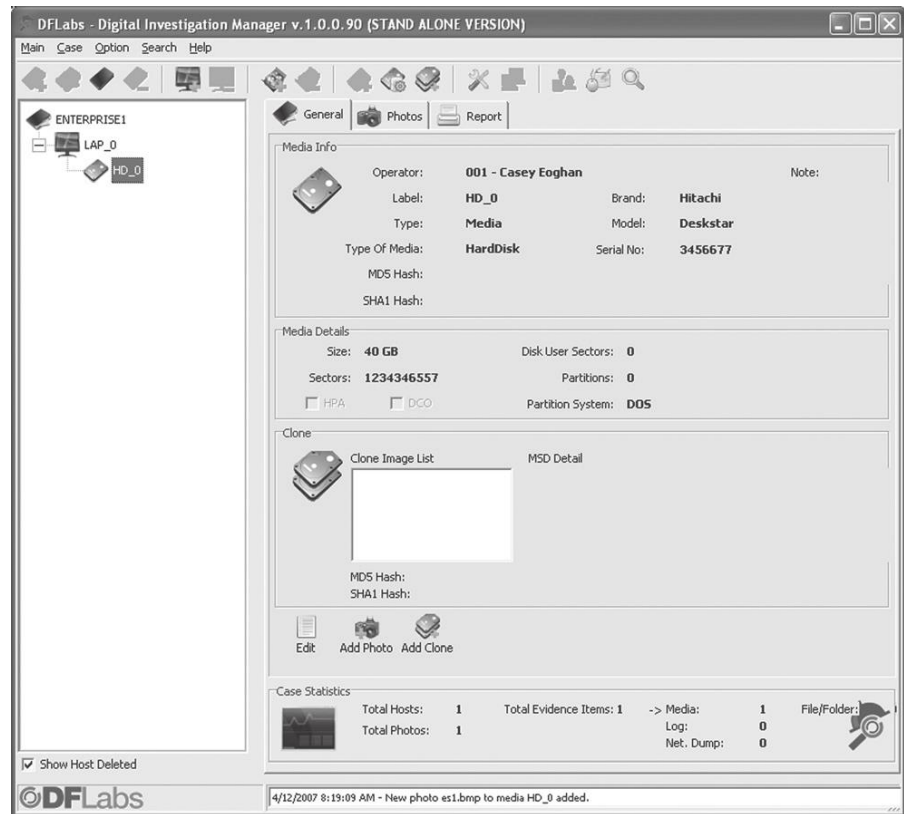 DFLabs - Digital Investigation Manager v.1.0.0.90 (STAND ALONE VERSION)
Main Case Option Search Help
ENTERPRISE1
LAP_0
HD_0
General Photos Report
Media Info
Operator: 001 - Casey Eoghan Note:
Label: HD_0 Brand: Hitachi
Type: Media Model: Deskstar
Type Of Media: HardDisk Serial No: 3456677
MD5 Hash:
SHA1 Hash:
Media Details
Size: 40 GB Disk User Sectors: 0
Sectors: 1234346557 Partitions: 0
HPA DCO Partition System: DOS
Clone
Clone Image List MSD Detail
MD5 Hash:
SHA1 Hash:
Edit Add Photo Add Clone
Case Statistics
Total Hosts: 1 Total Evidence Items: 1 -> Media: 1 File/Folder:
Total Photos: 1 Log: 0
Net. Dump: 0
Show Host Deleted
DFLabs
4/12/2007 8:19:09 AM - New photo es1.bmp to media HD_0 added.